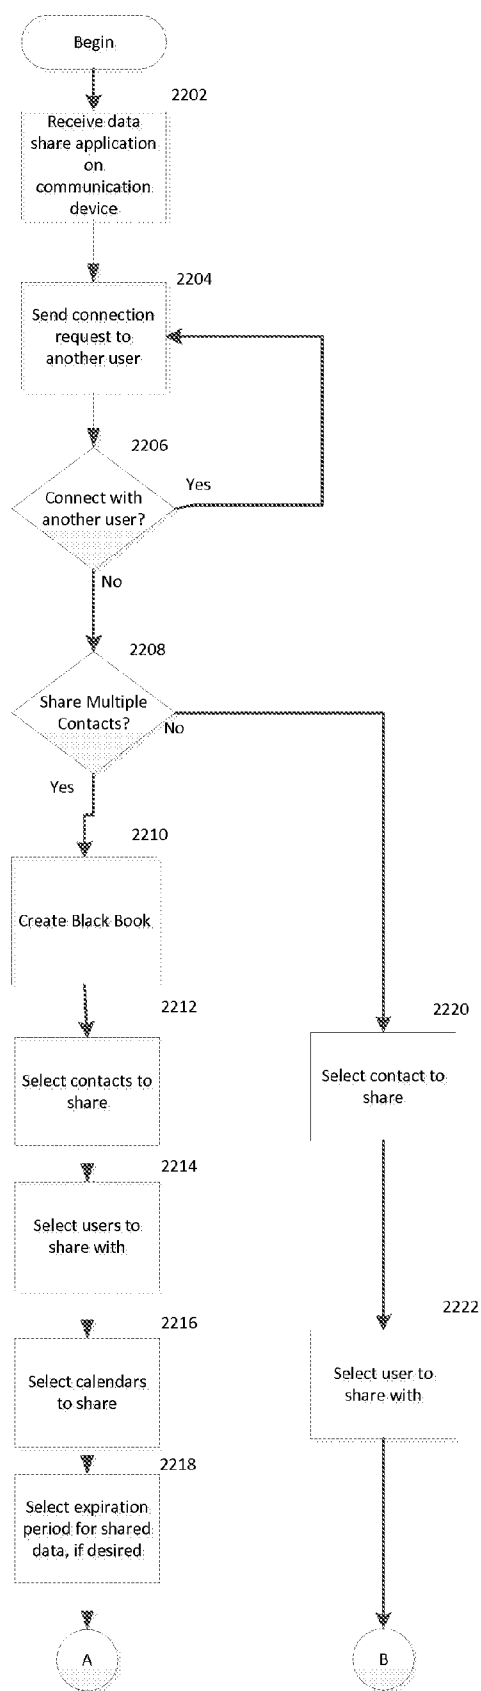 Begin
2202
Receive data
share application
on
communication
device
2204
Send connection
request to
another user
2206
Connect with
another user?
Yes
No
2208
Share Multiple
Contacts?
No
Yes
2210
Create Black Book
2212
Select contacts to
share
2220
Select contact to
share
2214
Select users to
share with
2216
Select calendars
to share
2222
Select user to
share with
2218
Select expiration
period for shared
data, if desired
A
B